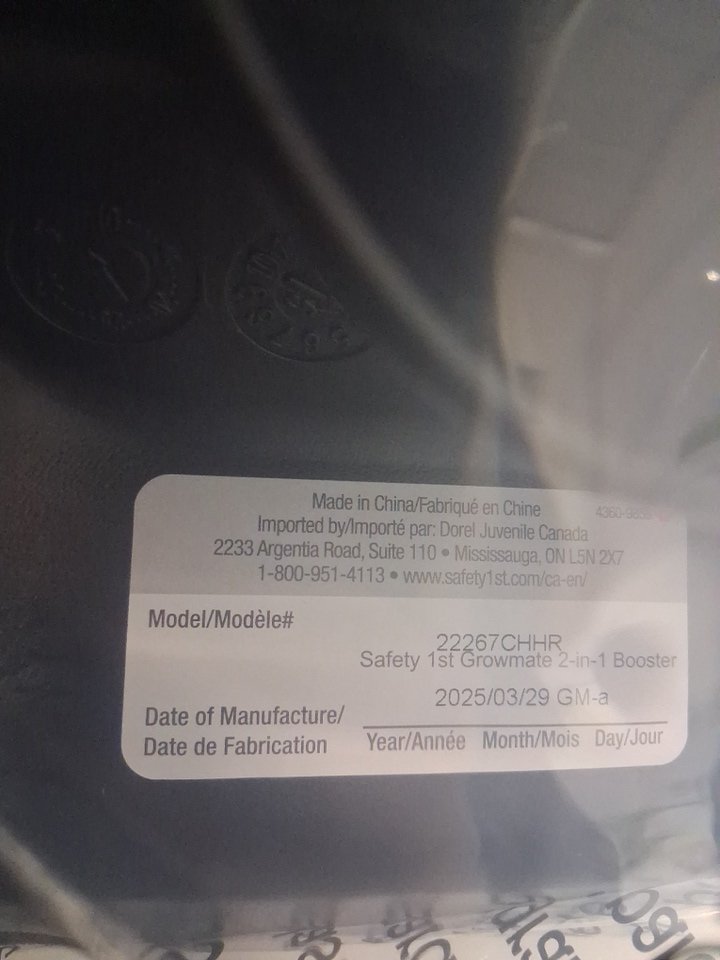 Made in China/Fabriqué en Chine
Imported by/Importé par: Dorel Juvenile Canada
2233 Argentia Road, Suite 110 • Mississauga, ON L5N 2X7
1-800-951-4113 • www.safety1st.com/ca-en/
Model/Modèle#
22267CHHR
Safety 1st Growmate 2-in-1 Booster
2025/03/29 GM-a
Date of Manufacture/
Date de Fabrication
Year/Année Month/Mois Day/Jour